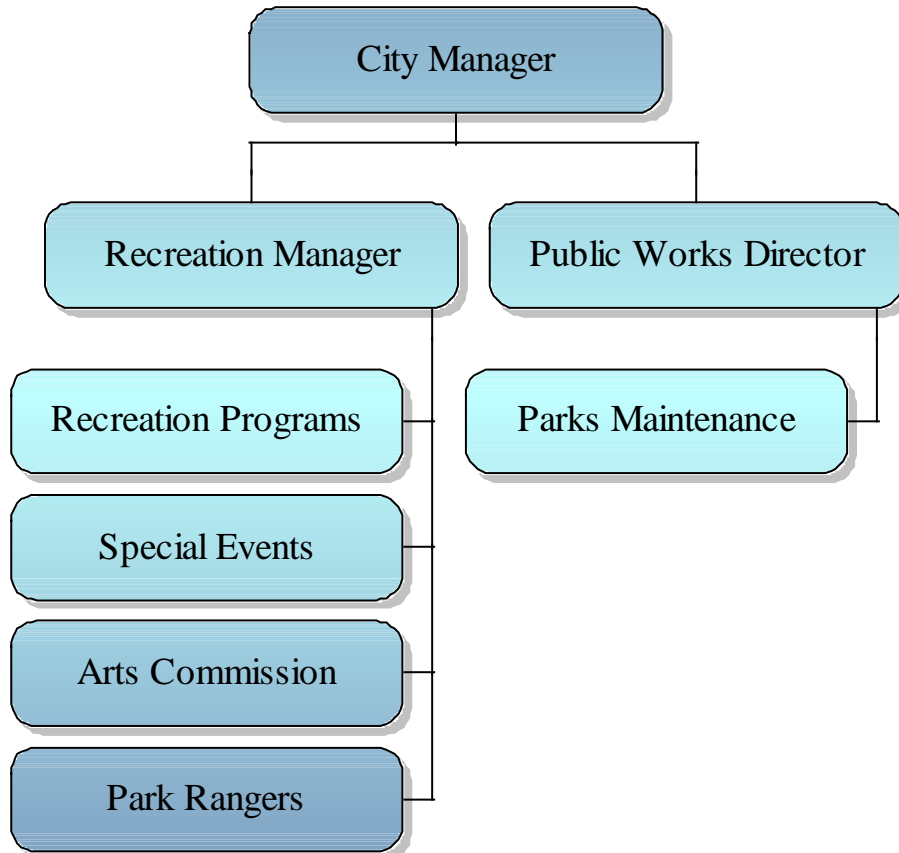 City Manager
Recreation Manager
Public Works Director
Recreation Programs
Parks Maintenance
Special Events
Arts Commission
Park Rangers